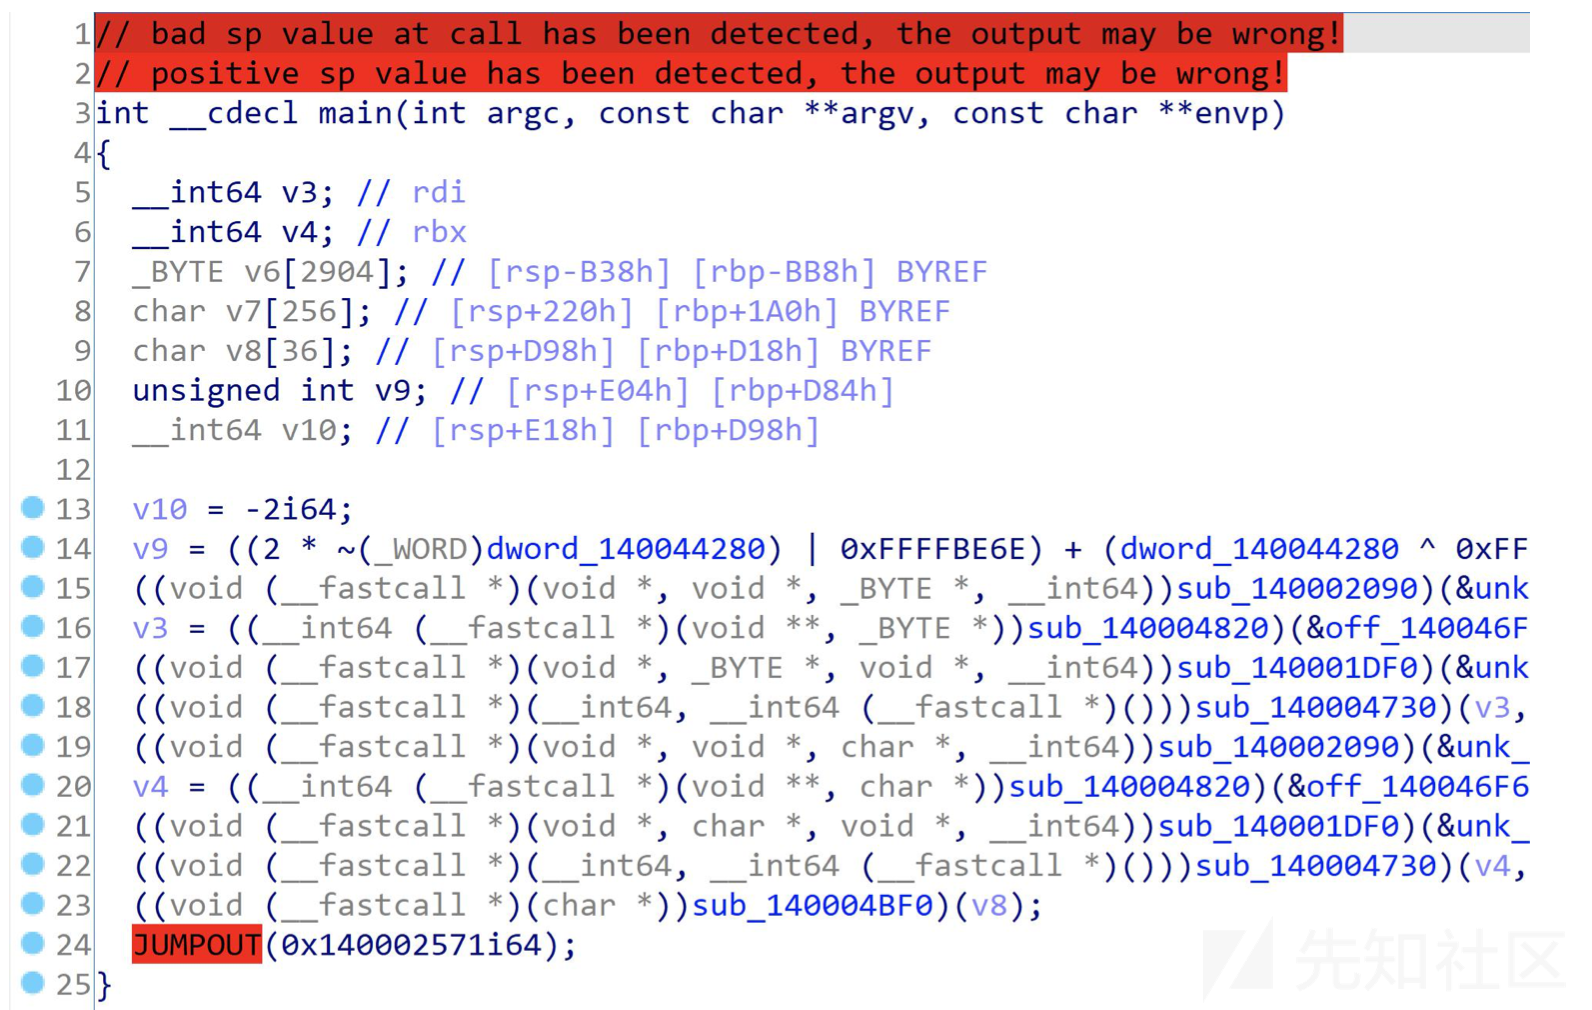 1 // bad sp value at call has been detected, the output may be wrong!
2 // positive sp value has been detected, the output may be wrong!
3 int __cdecl main(int argc, const char **argv, const char **envp)
4 {
5   __int64 v3; // rdi
6   __int64 v4; // rbx
7   _BYTE v6[2904]; // [rsp-B38h] [rbp-BB8h] BYREF
8   char v7[256]; // [rsp+220h] [rbp+1A0h] BYREF
9   char v8[36]; // [rsp+D98h] [rbp+D18h] BYREF
10   unsigned int v9; // [rsp+E04h] [rbp+D84h]
11   __int64 v10; // [rsp+E18h] [rbp+D98h]
12
13   v10 = -2i64;
14   v9 = ((2 * ~(_WORD)dword_140044280) | 0xFFFFBE6E) + (dword_140044280 ^ 0xFF
15   ((void (__fastcall *)(void *, void *, _BYTE *, __int64))sub_140002090)(&unk
16   v3 = ((__int64 (__fastcall *)(void **, _BYTE *))sub_140004820)(&off_140046F
17   ((void (__fastcall *)(void *, _BYTE *, void *, __int64))sub_140001DF0)(&unk
18   ((void (__fastcall *)(__int64, __int64 (__fastcall *)()))sub_140004730)(v3,
19   ((void (__fastcall *)(void *, void *, char *, __int64))sub_140002090)(&unk_
20   v4 = ((__int64 (__fastcall *)(void **, char *))sub_140004820)(&off_140046F6
21   ((void (__fastcall *)(void *, char *, void *, __int64))sub_140001DF0)(&unk_
22   ((void (__fastcall *)(__int64, __int64 (__fastcall *)()))sub_140004730)(v4,
23   ((void (__fastcall *)(char *))sub_140004BF0)(v8);
24   JUMPOUT(0x140002571i64);
25 }
先知社区